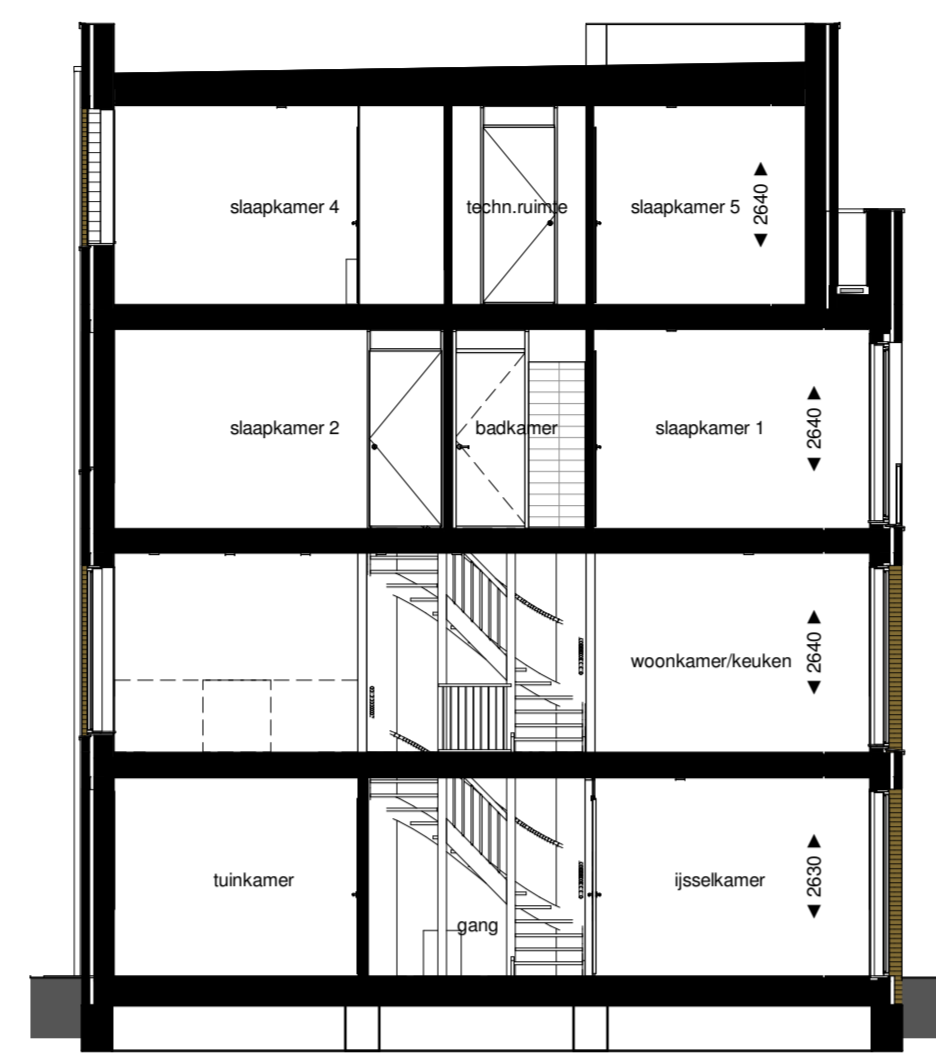 slaapkamer 4
techn.ruimte
slaapkamer 5
◄ 2640 ►
slaapkamer 2
badkamer
slaapkamer 1
◄ 2640 ►
woonkamer/keuken
◄ 2640 ►
tuinkamer
gang
ijsselkamer
◄ 2630 ►